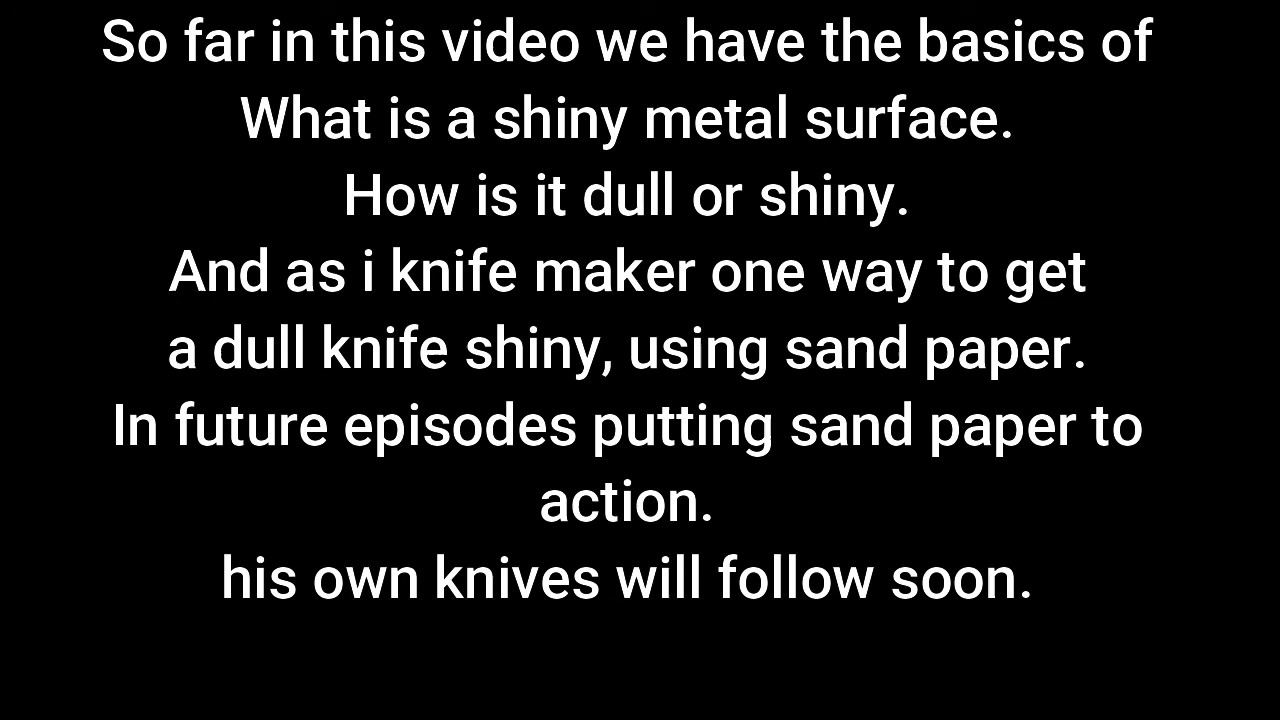 So far in this video we have the basics of
What is a shiny metal surface.
How is it dull or shiny.
And as i knife maker one way to get
a dull knife shiny, using sand paper.
In future episodes putting sand paper to
action.
his own knives will follow soon.